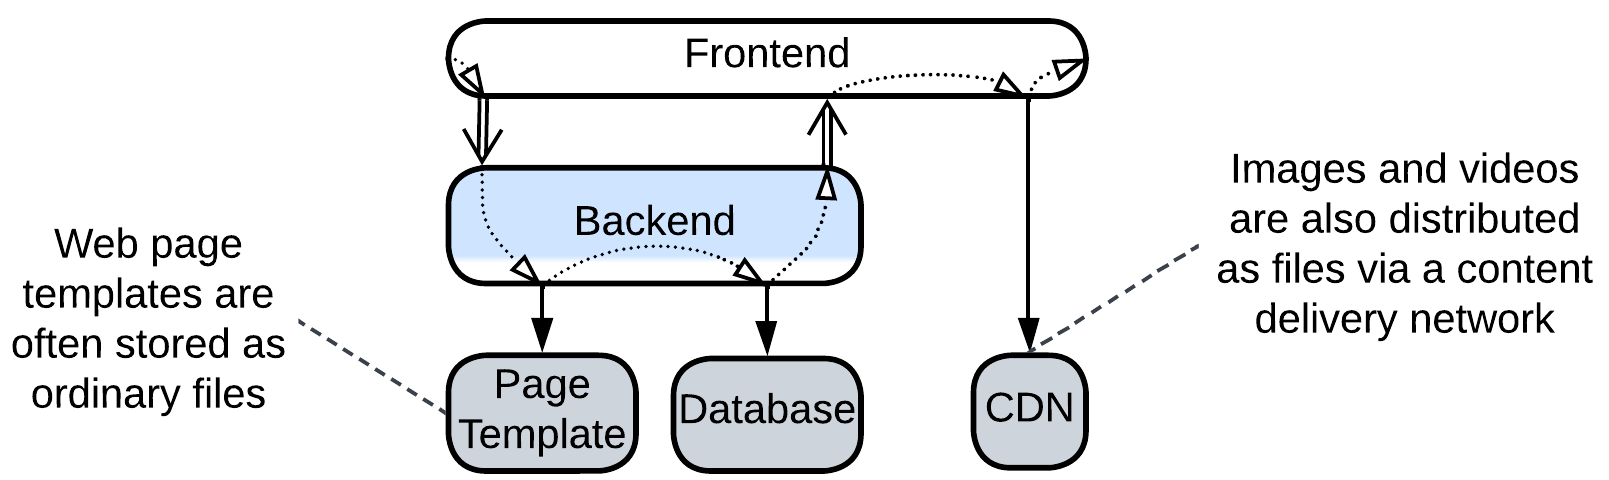 Frontend
Backend
Web page
templates are
often stored as
ordinary files
Images and videos
are also distributed
as files via a content
delivery network
Page
Template
Database
CDN